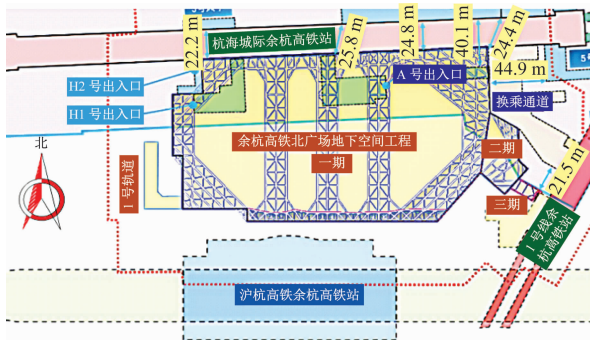 22.2 m
杭海城际余杭高铁站
25.8 m
24.8 m
40.1 m
24.4 m
44.9 m
H2 号出入口
H1 号出入口
A 号出入口
换乘通道
北
余杭高铁北广场地下空间工程
一期
二期
21.5 m
三期
1 号轨道
1 号线余
杭高铁站
沪杭高铁余杭高铁站